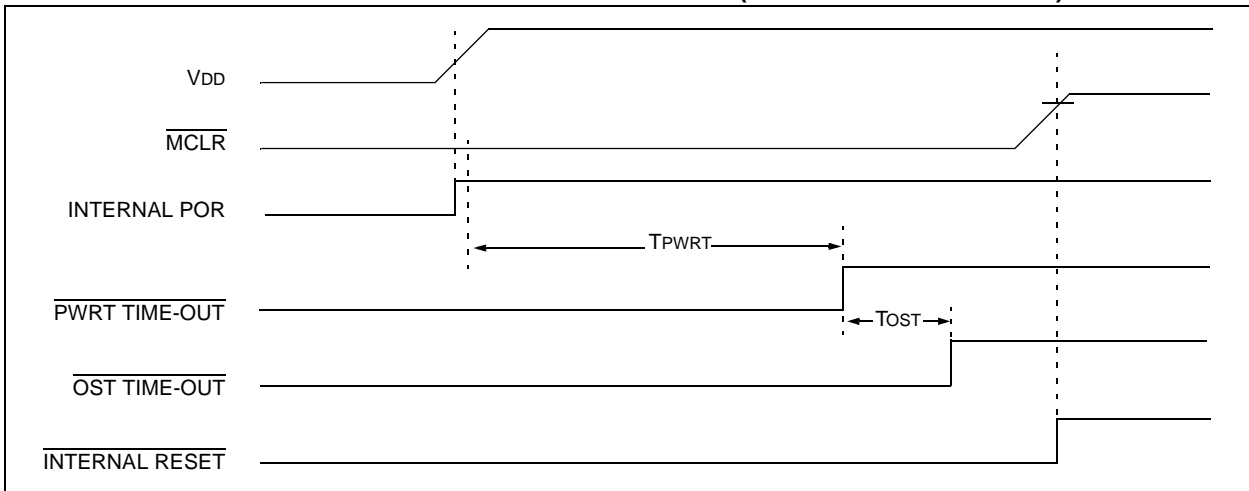 VDD
MCLR
INTERNAL POR
TPWRT
PWRT TIME-OUT
TOST
OST TIME-OUT
INTERNAL RESET